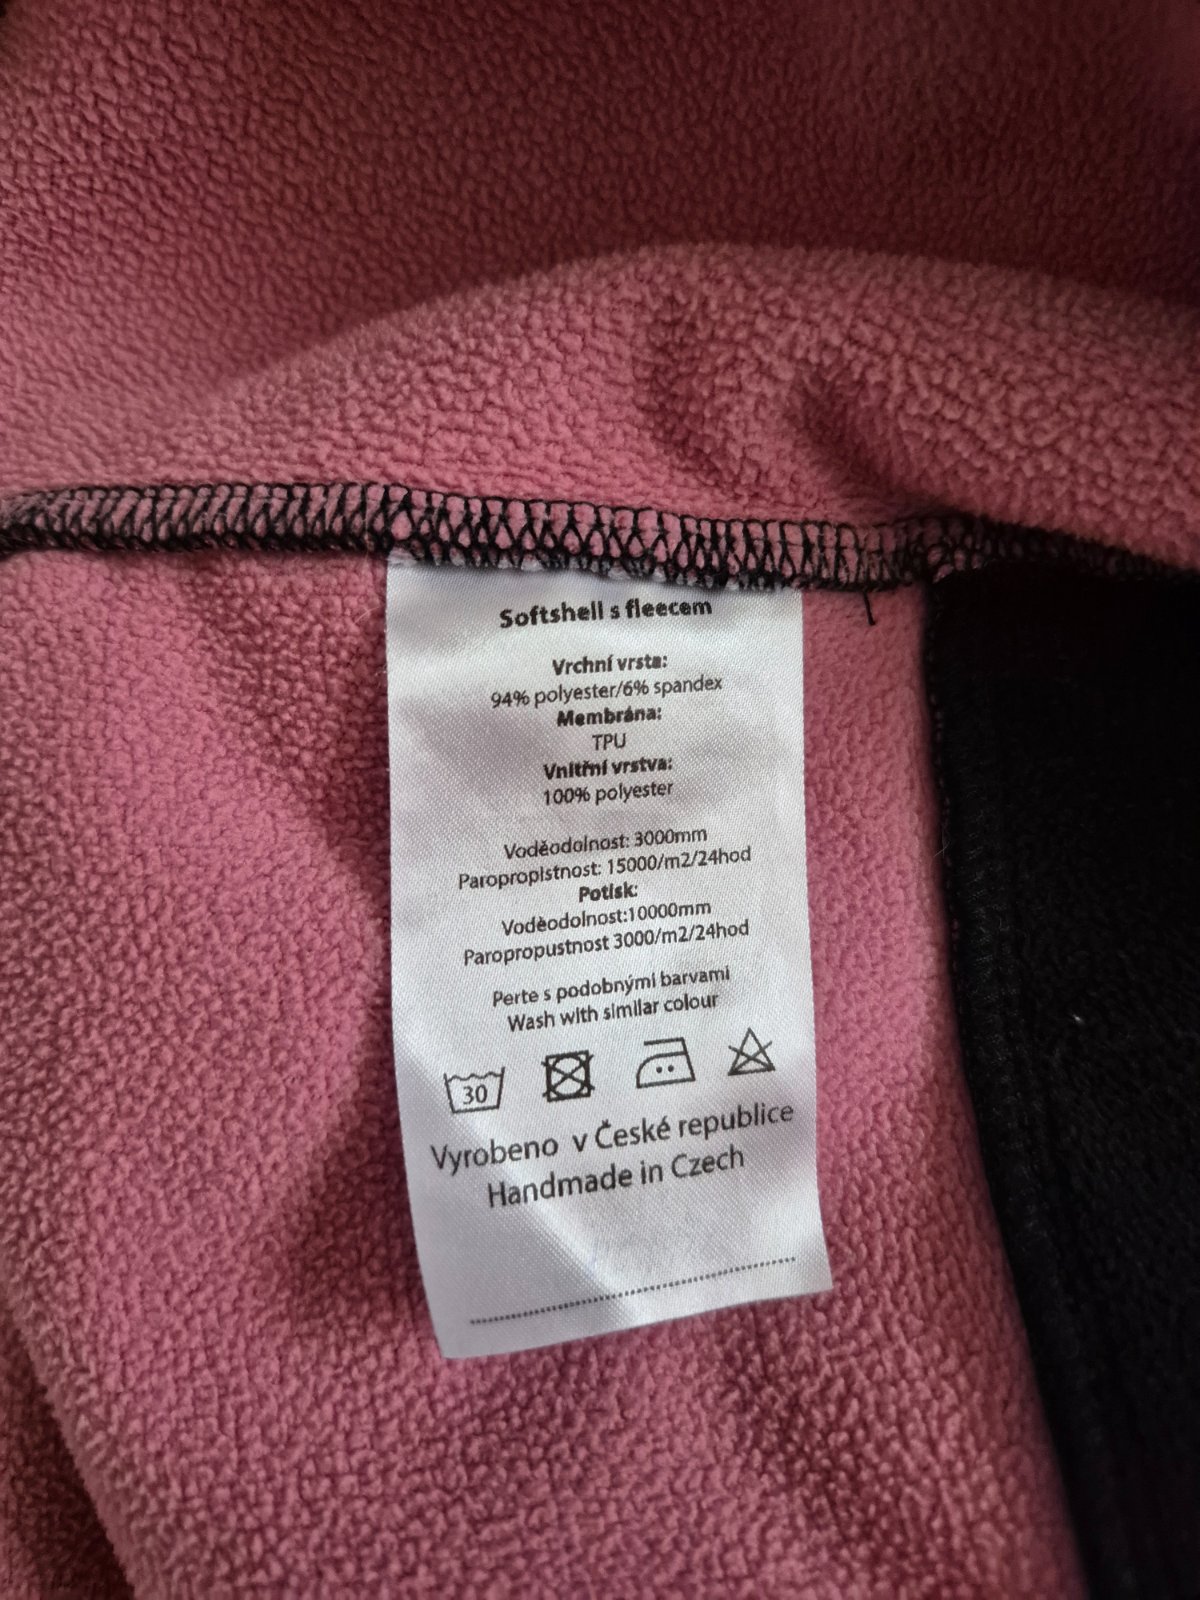 Softshell s fleecem
Vrchní vrsta:
94% polyester/6% spandex
Membrána:
TPU
Vnitřní vrstva:
100% polyester
Voděodolnost: 3000mm
Paropropistnost: 15000/m2/24hod
Potisk:
Voděodolnost:10000mm
Paropropustnost 3000/m2/24hod
Perte s podobnými barvami
Wash with similar colour
30
Vyrobeno v České republice
Handmade in Czech